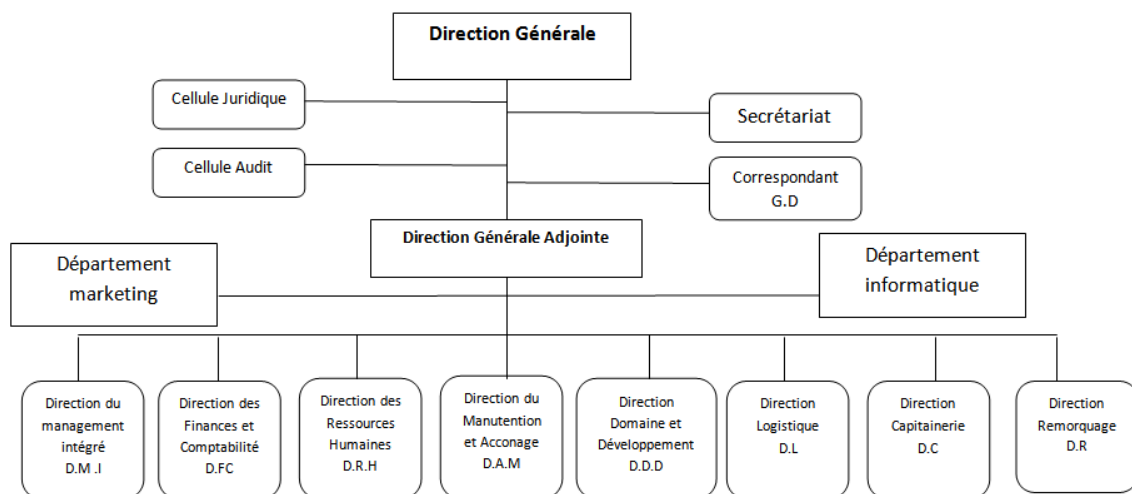 Direction Générale
Cellule Juridique
Secrétariat
Cellule Audit
Correspondant
G.D
Direction Générale Adjointe
Département
marketing
Département
informatique
Direction du
management
intégré
D.M .I
Direction des
Finances et
Comptabilité
D.FC
Direction des
Ressources
Humaines
D.R.H
Direction du
Manutention
et Acconage
D.A.M
Direction
Domaine et
Développement
D.D.D
Direction
Logistique
D.L
Direction
Capitainerie
D.C
Direction
Remorquage
D.R